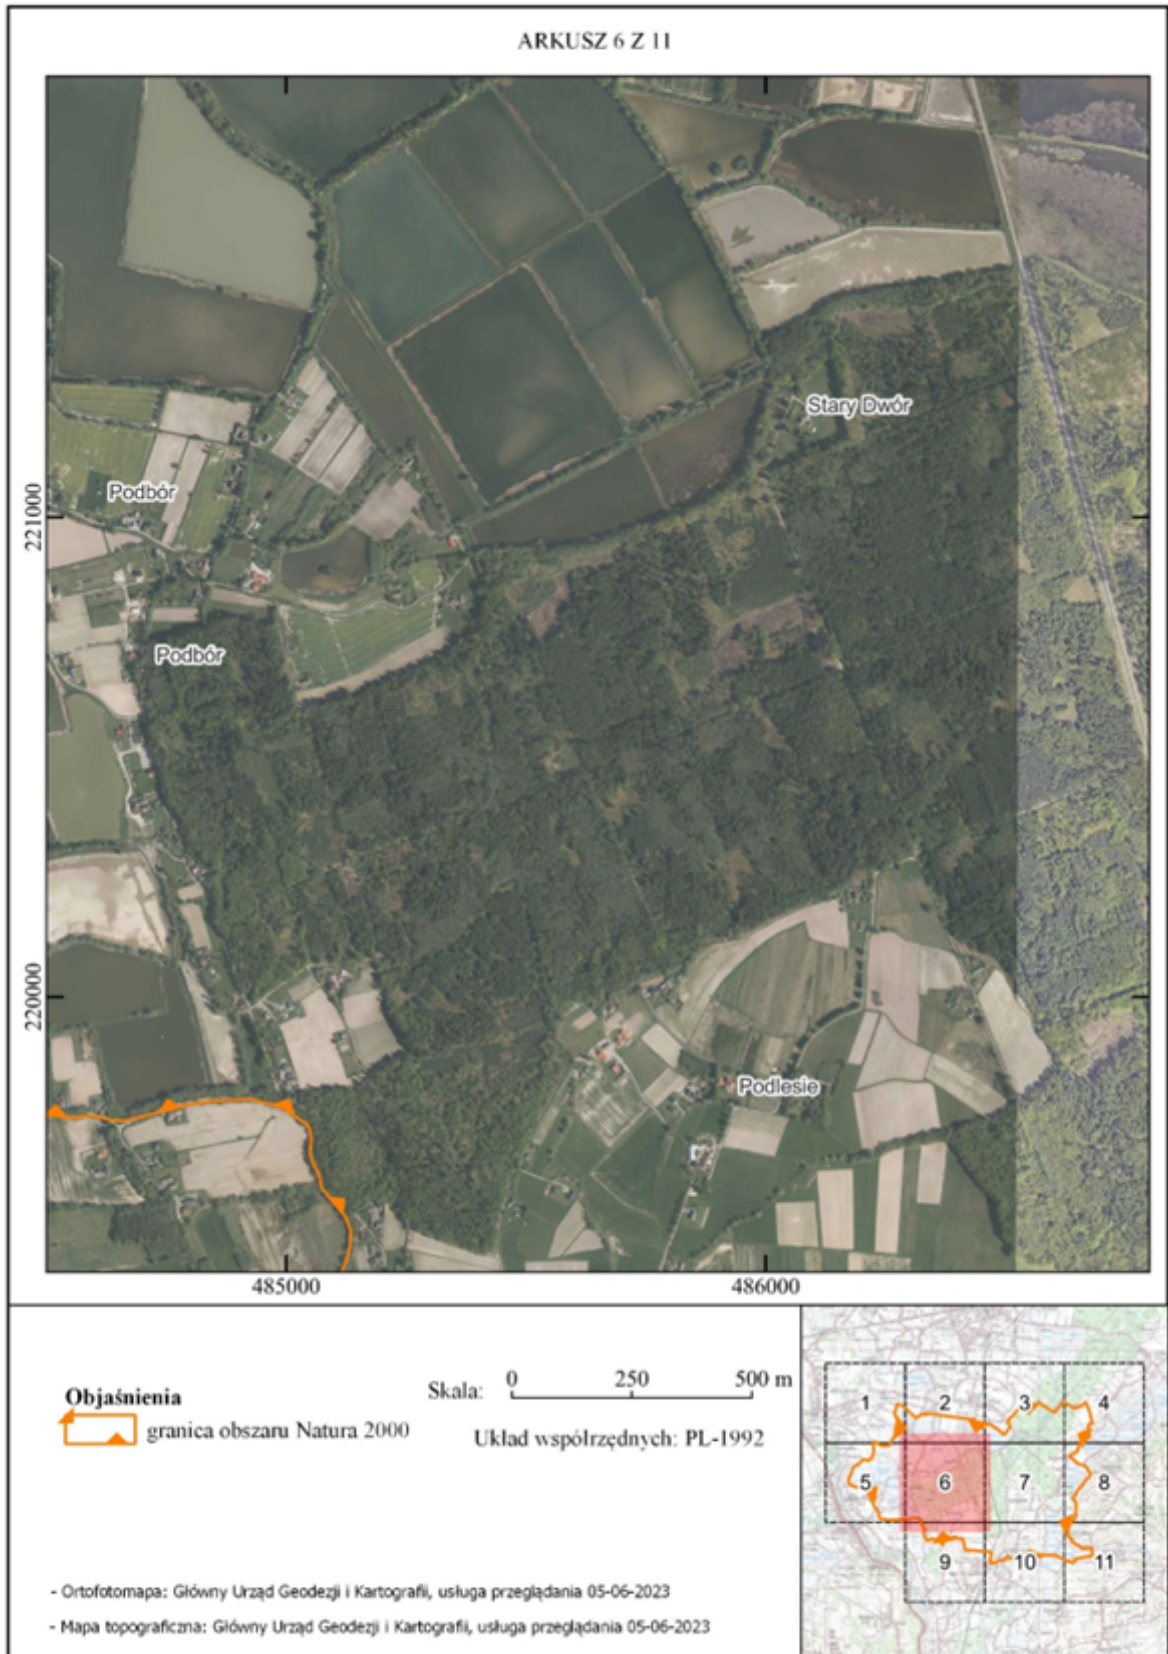 ARKUSZ 6 Z 11
Stary Dwór
Podbór
221000
Podbór
220000
Podlesie
485000
486000
Objaśnienia
granica obszaru Natura 2000
Skala:
0
250
500 m
Układ współrzędnych: PL-1992
1
2
3
4
5
6
7
8
9
10
11
- Ortofotomapa: Główny Urząd Geodezji i Kartografii, usługa przeglądania 05-06-2023
- Mapa topograficzna: Główny Urząd Geodezji i Kartografii, usługa przeglądania 05-06-2023